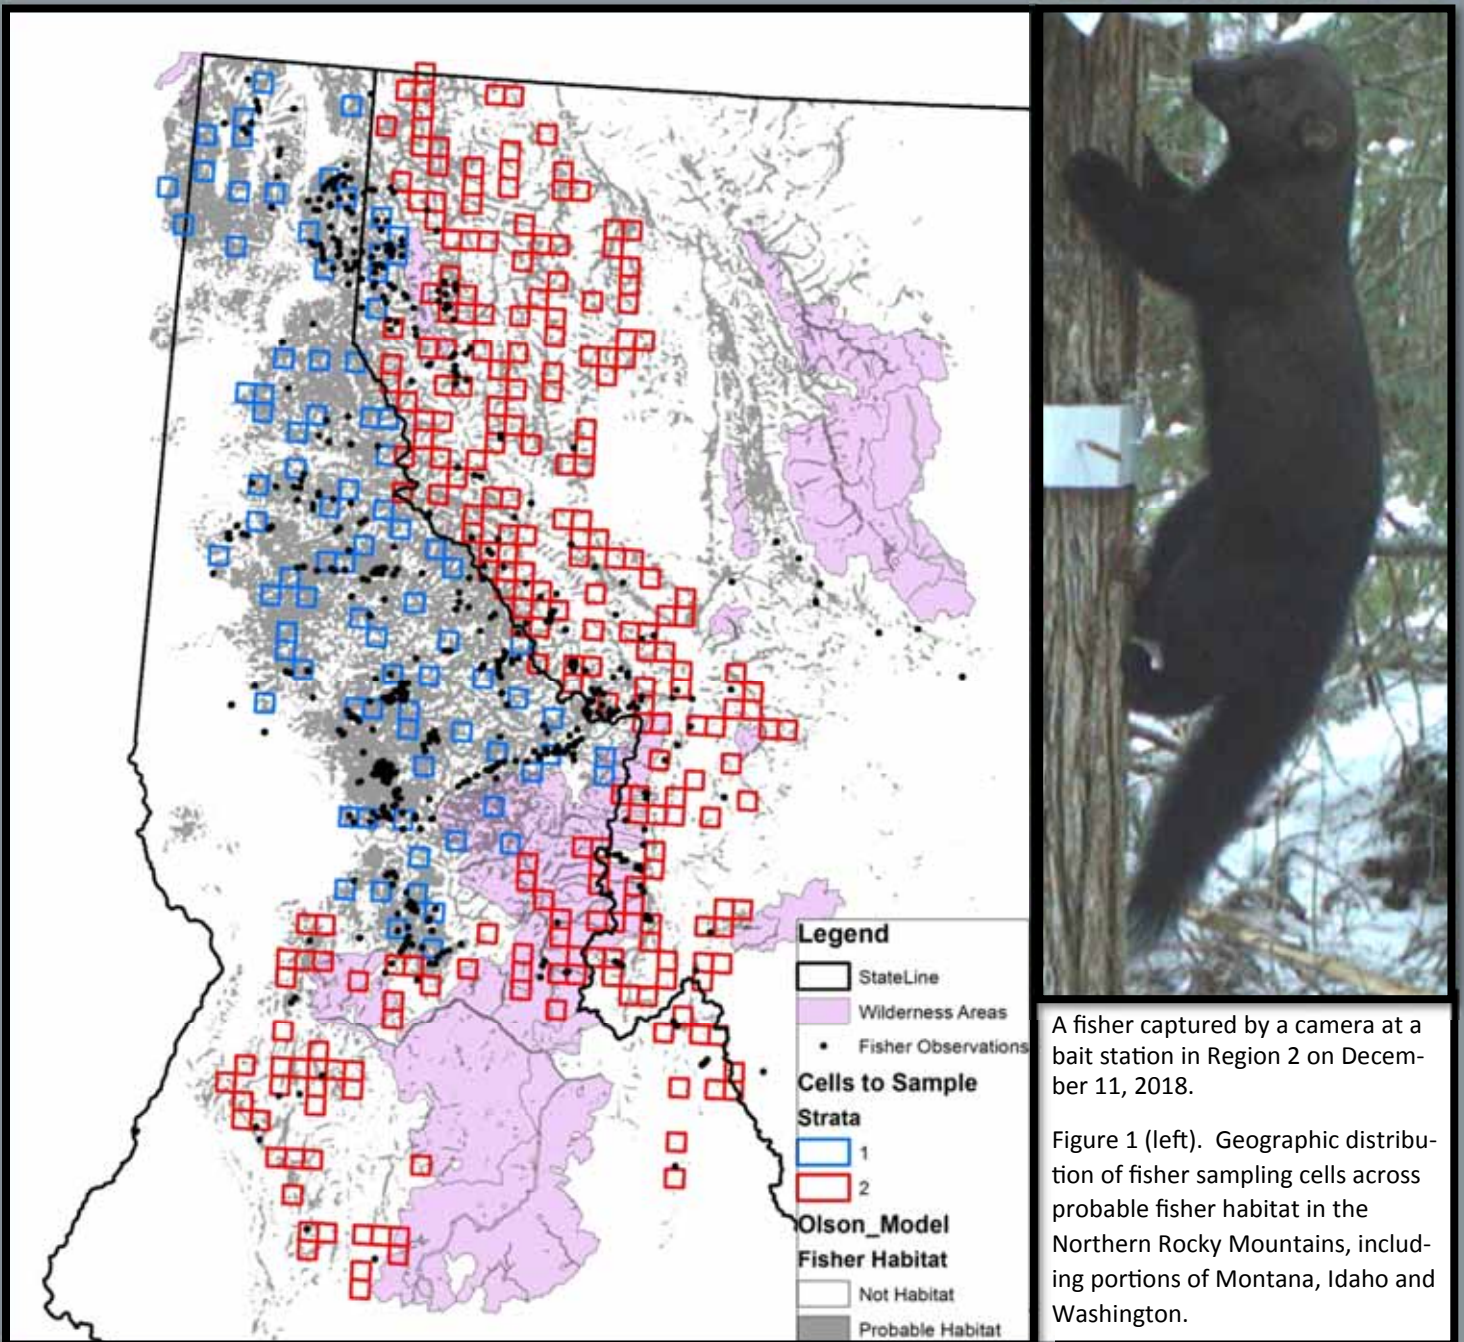 Legend
StateLine
Wilderness Areas
Fisher Observations
Cells to Sample
Strata
1
2
Olson_Model
Fisher Habitat
Not Habitat
Probable Habitat
A fisher captured by a camera at a
bait station in Region 2 on Decem-
ber 11, 2018.
Figure 1 (left).  Geographic distribu-
tion of fisher sampling cells across
probable fisher habitat in the
Northern Rocky Mountains, includ-
ing portions of Montana, Idaho and
Washington.